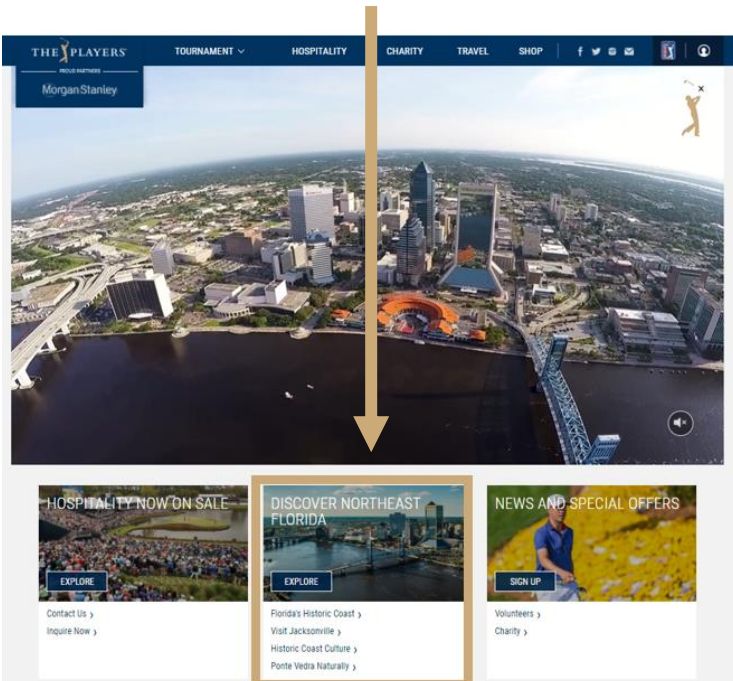 THE PLAYERS
TOURNAMENT
HOSPITALITY
CHARITY
TRAVEL
SHOP
PROUD PARTNERS
Morgan Stanley
HOSPITALITY NOW ON SALE
EXPLORE
Contact Us
Inquire Now
DISCOVER NORTHEAST
FLORIDA
EXPLORE
Florida's Historic Coast
Visit Jacksonville
Historic Coast Culture
Ponte Vedra Naturally
NEWS AND SPECIAL OFFERS
SIGN UP
Volunteers
Charity